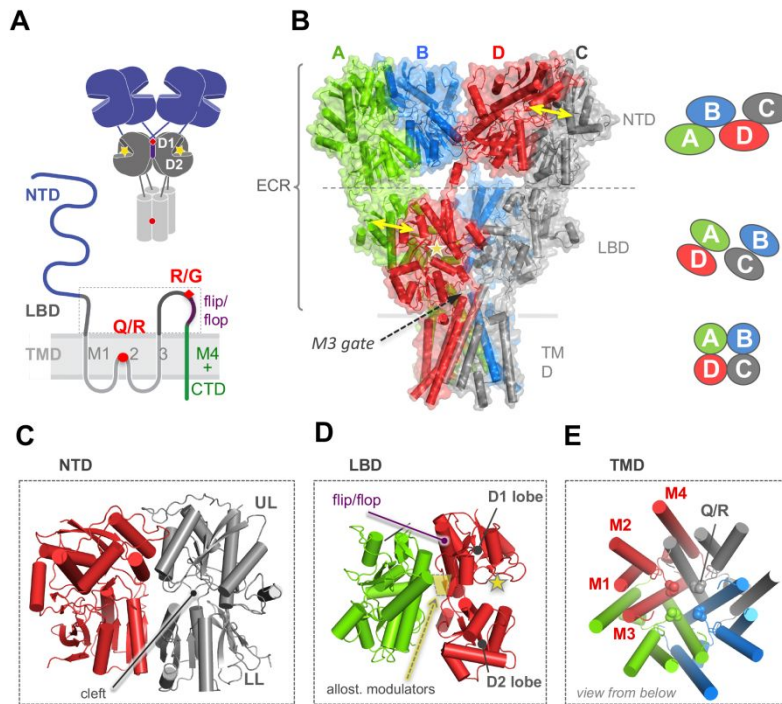 A
D1
D2
NTD
R/G
LBD
flip/
flop
Q/R
TMD
M1
2
3
M4
+
CTD
B
A
B
D
C
NTD
ECR
LBD
M3 gate
TM
D
B
C
A
D
A
B
D
C
A
B
D
C
C
NTD
UL
cleft
LL
D
LBD
flip/flop
D1 lobe
allost. modulators
D2 lobe
E
TMD
M4
Q/R
M2
M1
M3
view from below